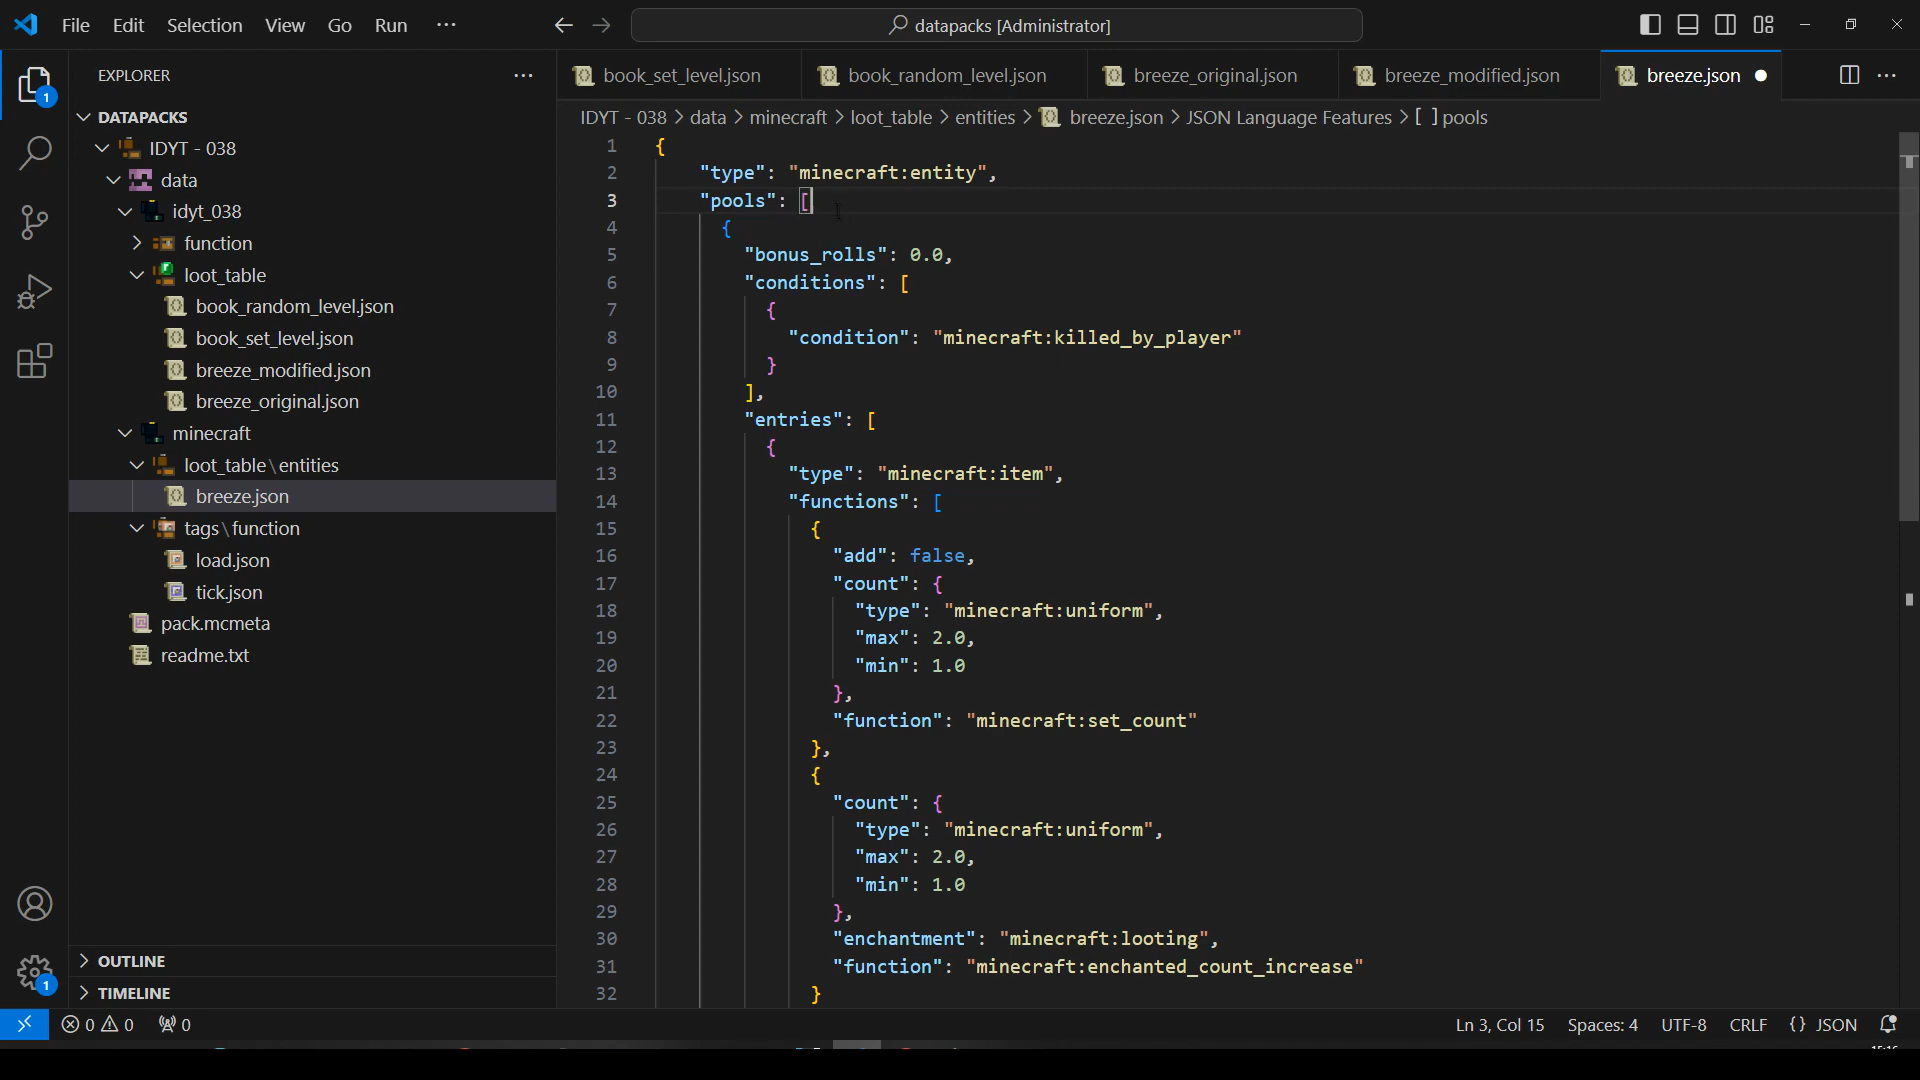 File Edit Selection View Go Run ···
datapacks [Administrator]
EXPLORER
1
DATAPACKS
IDYT - 038
data
idyt_038
function
loot_table
book_random_level.json
book_set_level.json
breeze_modified.json
breeze_original.json
minecraft
loot_table\entities
breeze.json
tags\function
load.json
tick.json
pack.mcmeta
readme.txt
OUTLINE
TIMELINE
1
book_set_level.json book_random_level.json breeze_original.json breeze_modified.json breeze.json
IDYT - 038 > data > minecraft > loot_table > entities > breeze.json > JSON Language Features > [ ] pools
1 {
2 "type": "minecraft:entity",
3 "pools": [
4 {
5 "bonus_rolls": 0.0,
6 "conditions": [
7 {
8 "condition": "minecraft:killed_by_player"
9 }
10 ],
11 "entries": [
12 {
13 "type": "minecraft:item",
14 "functions": [
15 {
16 "add": false,
17 "count": {
18 "type": "minecraft:uniform",
19 "max": 2.0,
20 "min": 1.0
21 },
22 "function": "minecraft:set_count"
23 },
24 {
25 "count": {
26 "type": "minecraft:uniform",
27 "max": 2.0,
28 "min": 1.0
29 },
30 "enchantment": "minecraft:looting",
31 "function": "minecraft:enchanted_count_increase"
32 }
0 0 0 Ln 3, Col 15 Spaces: 4 UTF-8 CRLF {} JSON